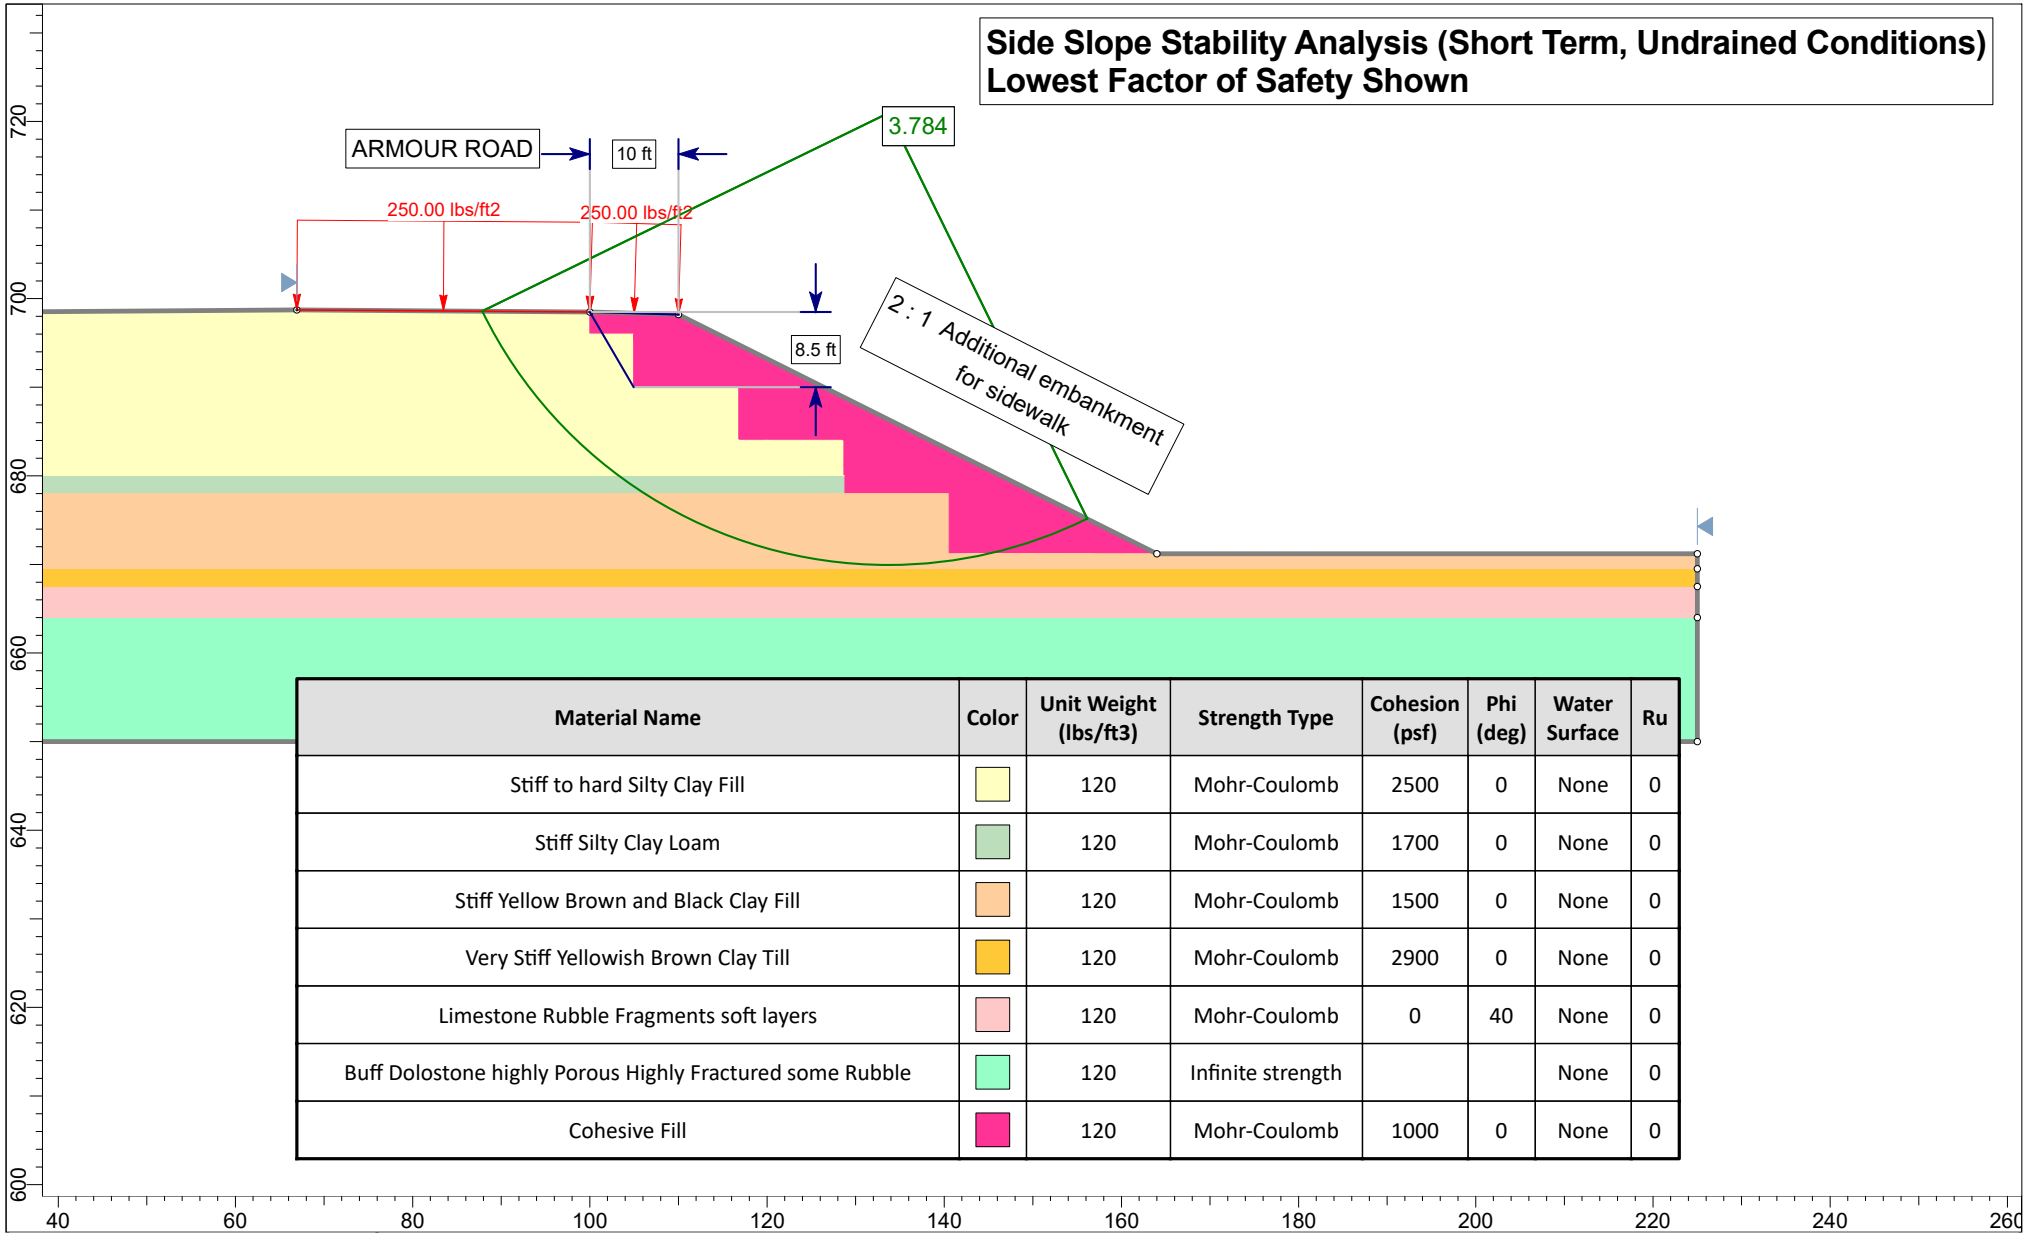 Side Slope Stability Analysis (Short Term, Undrained Conditions)
Lowest Factor of Safety Shown
3.784
ARMOUR ROAD
10 ft
250.00 lbs/ft2
250.00 lbs/ft2
8.5 ft
2 : 1 Additional embankment
for sidewalk
720
700
680
660
640
620
600
Material Name Color Unit Weight (lbs/ft3) Strength Type Cohesion (psf) Phi (deg) Water Surface Ru
Stiff to hard Silty Clay Fill 120 Mohr-Coulomb 2500 0 None 0
Stiff Silty Clay Loam 120 Mohr-Coulomb 1700 0 None 0
Stiff Yellow Brown and Black Clay Fill 120 Mohr-Coulomb 1500 0 None 0
Very Stiff Yellowish Brown Clay Till 120 Mohr-Coulomb 2900 0 None 0
Limestone Rubble Fragments soft layers 120 Mohr-Coulomb 0 40 None 0
Buff Dolostone highly Porous Highly Fractured some Rubble 120 Infinite strength None 0
Cohesive Fill 120 Mohr-Coulomb 1000 0 None 0
40 60 80 100 120 140 160 180 200 220 240 260